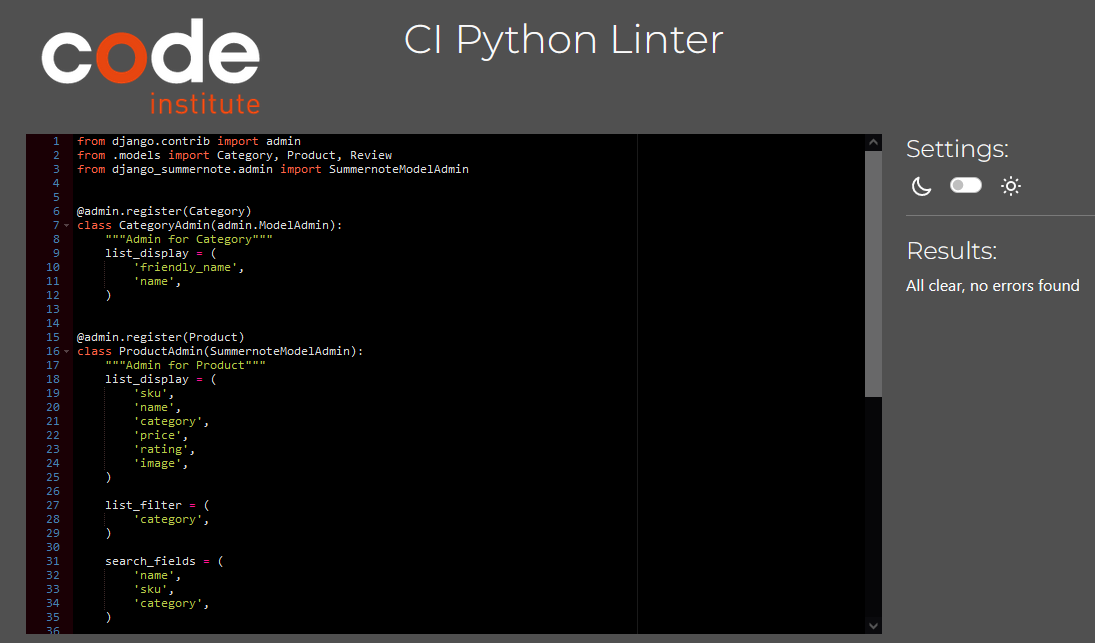 code
institute
CI Python Linter
1 from django.contrib import admin
2 from .models import Category, Product, Review
3 from django_summernote.admin import SummernoteModelAdmin
4
5
6 @admin.register(Category)
7 class CategoryAdmin(admin.ModelAdmin):
8     """Admin for Category"""
9     list_display = (
10         'friendly_name',
11         'name',
12     )
13
14
15 @admin.register(Product)
16 class ProductAdmin(SummernoteModelAdmin):
17     """Admin for Product"""
18     list_display = (
19         'sku',
20         'name',
21         'category',
22         'price',
23         'rating',
24         'image',
25     )
26
27     list_filter = (
28         'category',
29     )
30
31     search_fields = (
32         'name',
33         'sku',
34         'category',
35     )
36
Settings:
Results:
All clear, no errors found